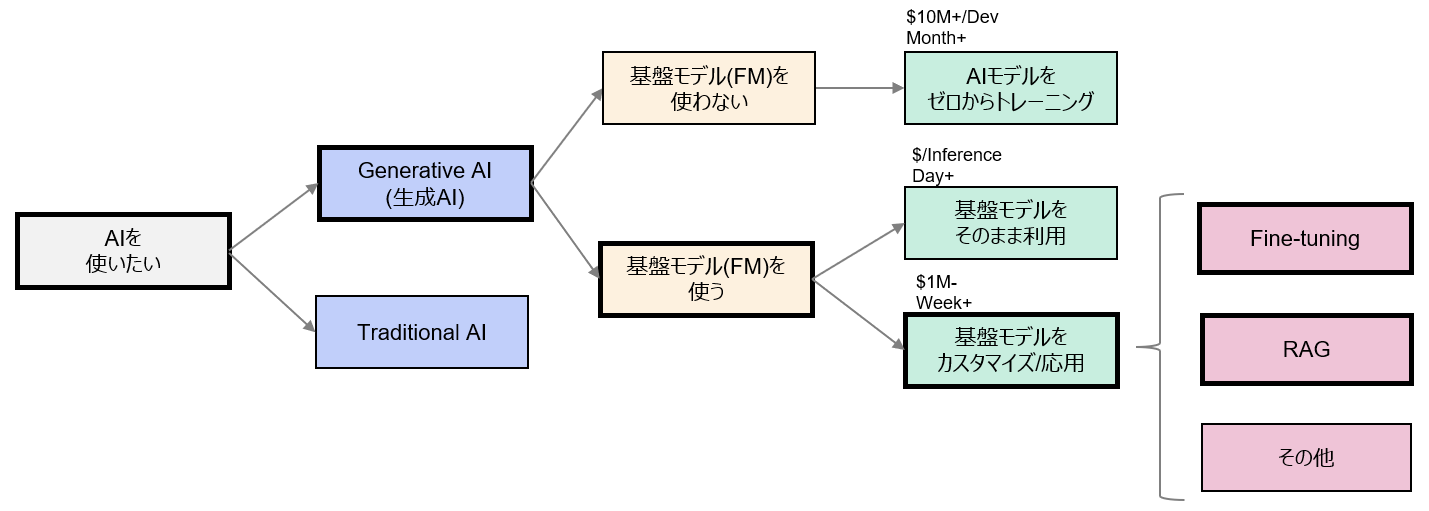 AIを
使いたい
Generative AI
(生成AI)
Traditional AI
基盤モデル(FM)を
使わない
基盤モデル(FM)を
使う
$10M+/Dev
Month+
AIモデルを
ゼロからトレーニング
$/Inference
Day+
基盤モデルを
そのまま利用
$1M-
Week+
基盤モデルを
カスタマイズ/応用
Fine-tuning
RAG
その他